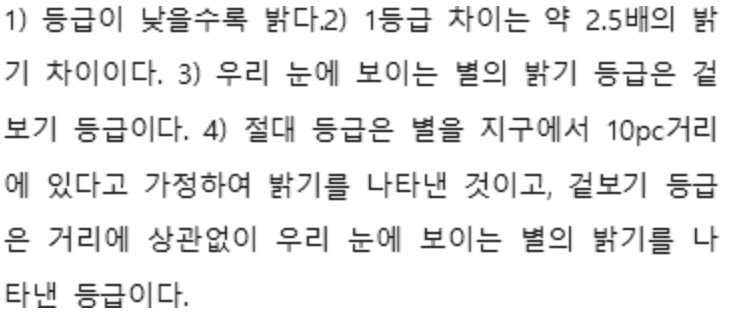 1) 등급이 낮을수록 밝다.2) 1등급 차이는 약 2.5배의 밝
기 차이이다. 3) 우리 눈에 보이는 별의 밝기 등급은 겉
보기 등급이다. 4) 절대 등급은 별을 지구에서 10pc거리
에 있다고 가정하여 밝기를 나타낸 것이고, 겉보기 등급
은 거리에 상관없이 우리 눈에 보이는 별의 밝기를 나
타낸 등급이다.